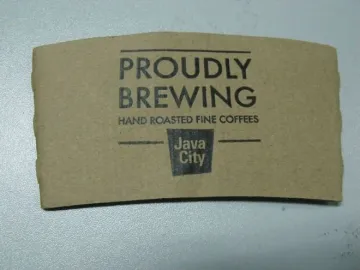 PROUDLY
BREWING
HAND ROASTED FINE COFFEES
Java
City